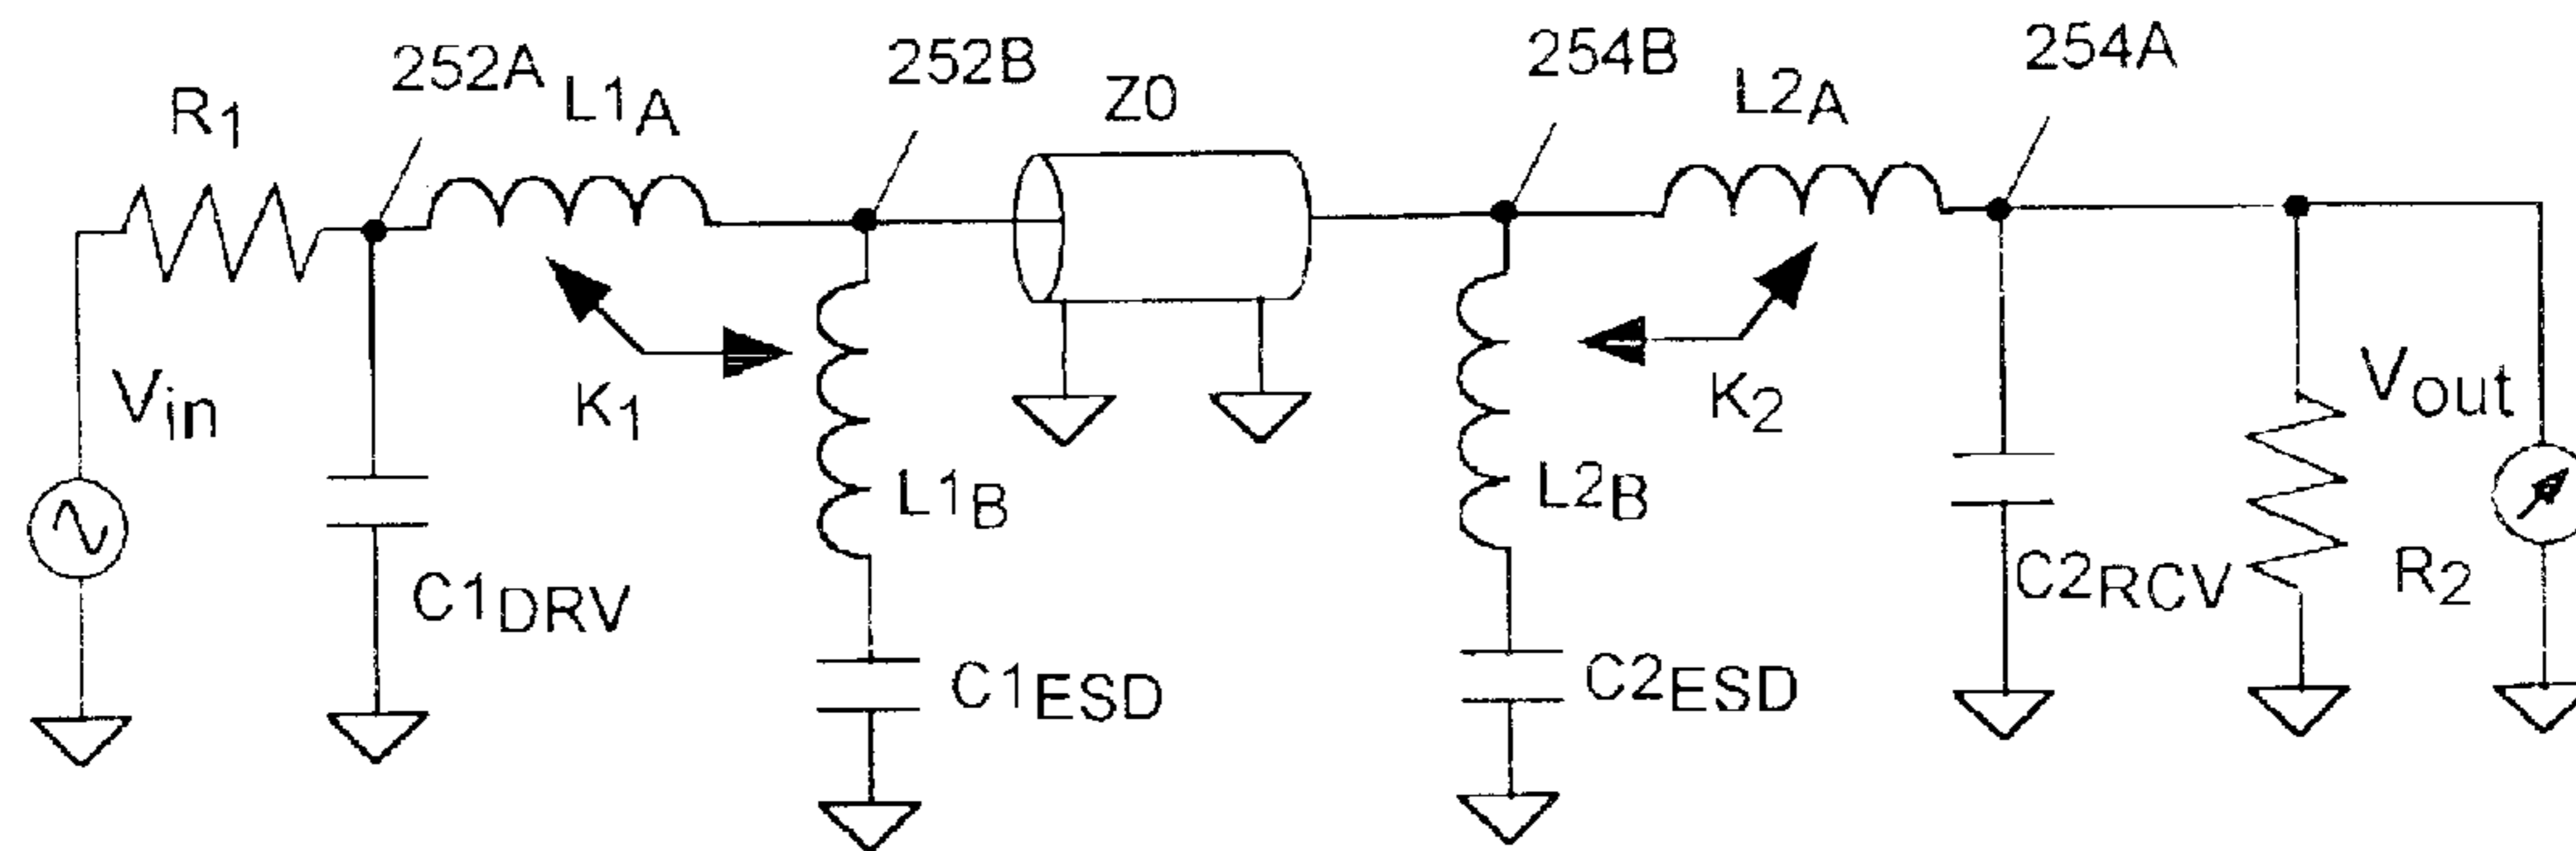 252A
252B
254B
254A
R1
L1A
Z0
L2A
Vin
K1
K2
Vout
L1B
L2B
C1DRV
C2RCV
R2
C1ESD
C2ESD